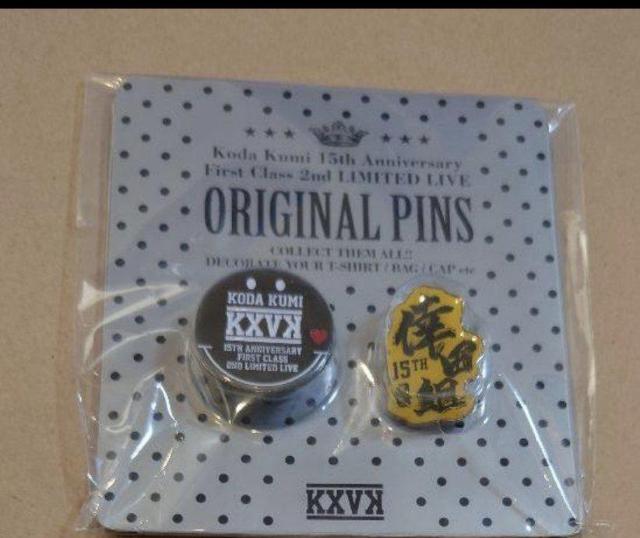 Koda Kumi 15th Anniversary
First Class 2nd LIMITED LIVE
ORIGINAL PINS
COLLECT THEM ALL!!
DECORATE YOUR T-SHIRT / BAG / CAP etc
KODA KUMI
KXVK
15TH ANNIVERSARY
FIRST CLASS
2ND LIMITED LIVE
倖田組
15TH
KXVK